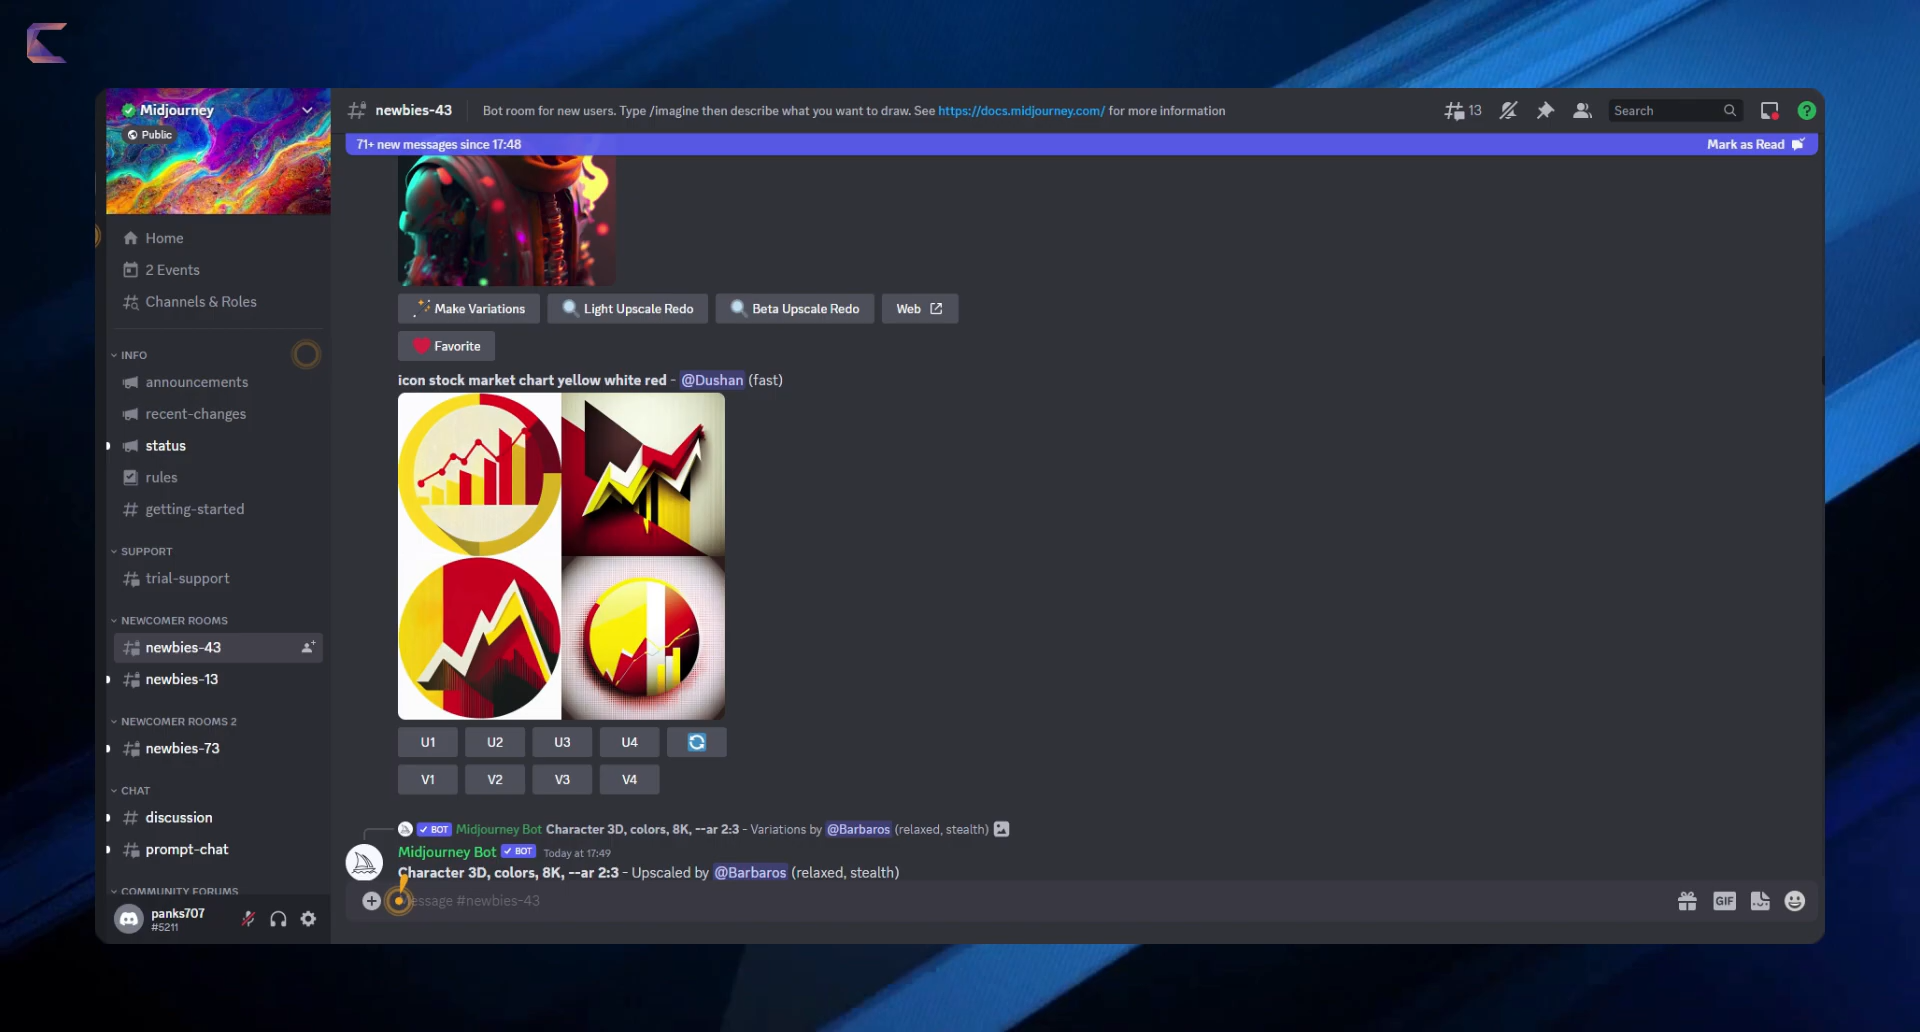 Midjourney
Public
Home
2 Events
Channels & Roles
INFO
announcements
recent-changes
status
rules
getting-started
SUPPORT
trial-support
NEWCOMER ROOMS
newbies-43
newbies-13
NEWCOMER ROOMS 2
newbies-73
CHAT
discussion
prompt-chat
COMMUNITY FORUMS
panks707
#5211
newbies-43
Bot room for new users. Type /imagine then describe what you want to draw. See https://docs.midjourney.com/ for more information
13
Search
71+ new messages since 17:48
Mark as Read
Make Variations
Light Upscale Redo
Beta Upscale Redo
Web
Favorite
icon stock market chart yellow white red - @Dushan (fast)
U1 U2 U3 U4
V1 V2 V3 V4
BOT Midjourney Bot Character 3D, colors, 8K, --ar 2:3 - Variations by @Barbaros (relaxed, stealth)
Midjourney Bot BOT Today at 17:49
Character 3D, colors, 8K, --ar 2:3 - Upscaled by @Barbaros (relaxed, stealth)
#newbies-43
GIF